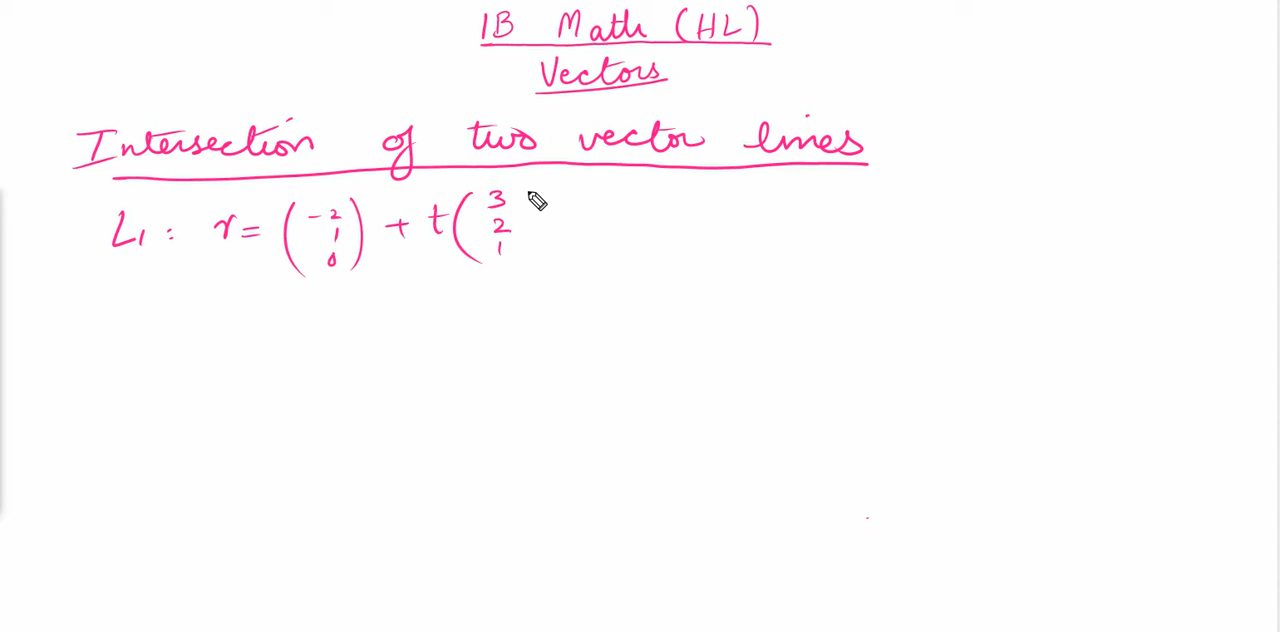 IB Math (HL)
Vectors
Intersection of two vector lines
L₁ : r = (-2 1 0) + t(3 2 1